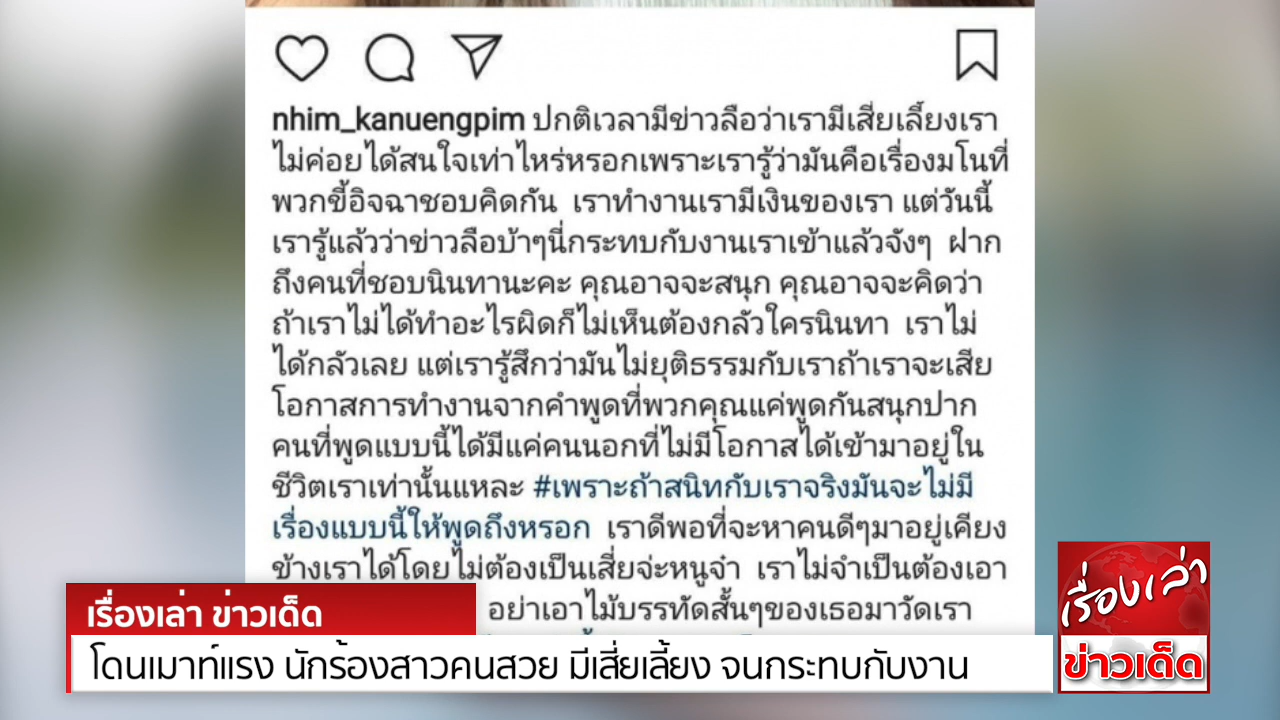 nhim_kanuengpim ปกติเวลามีข่าวลือว่าเรามีเสี่ยเลี้ยงเรา
ไม่ค่อยได้สนใจเท่าไหร่หรอกเพราะเรารู้ว่ามันคือเรื่องมโนที่
พวกขี้อิจฉาชอบคิดกัน เราทำงานเรามีเงินของเรา แต่วันนี้
เรารู้แล้วว่าข่าวลือบ้าๆนี่กระทบกับงานเราเข้าแล้วจังๆ ฝาก
ถึงคนที่ชอบนินทานะคะ คุณอาจจะสนุก คุณอาจจะคิดว่า
ถ้าเราไม่ได้ทำอะไรผิดก็ไม่เห็นต้องกลัวใครนินทา เราไม่
ได้กลัวเลย แต่เรารู้สึกว่ามันไม่ยุติธรรมกับเราถ้าเราจะเสีย
โอกาสการทำงานจากคำพูดที่พวกคุณแค่พูดกันสนุกปาก
คนที่พูดแบบนี้ได้มีแค่คนนอกที่ไม่มีโอกาสได้เข้ามาอยู่ใน
ชีวิตเราเท่านั้นแหละ #เพราะถ้าสนิทกับเราจริงมันจะไม่มี
เรื่องแบบนี้ให้พูดถึงหรอก เราดีพอที่จะหาคนดีๆมาอยู่เคียง
ข้างเราได้โดยไม่ต้องเป็นเสี่ยจ่ะหนูจ๋า เราไม่จำเป็นต้องเอา
อย่าเอาไม้บรรทัดสั้นๆของเธอมาวัดเรา
เรื่องเล่า ข่าวเด็ด
โดนเมาท์แรง นักร้องสาวคนสวย มีเสี่ยเลี้ยง จนกระทบกับงาน
เรื่องเล่า
ข่าวเด็ด